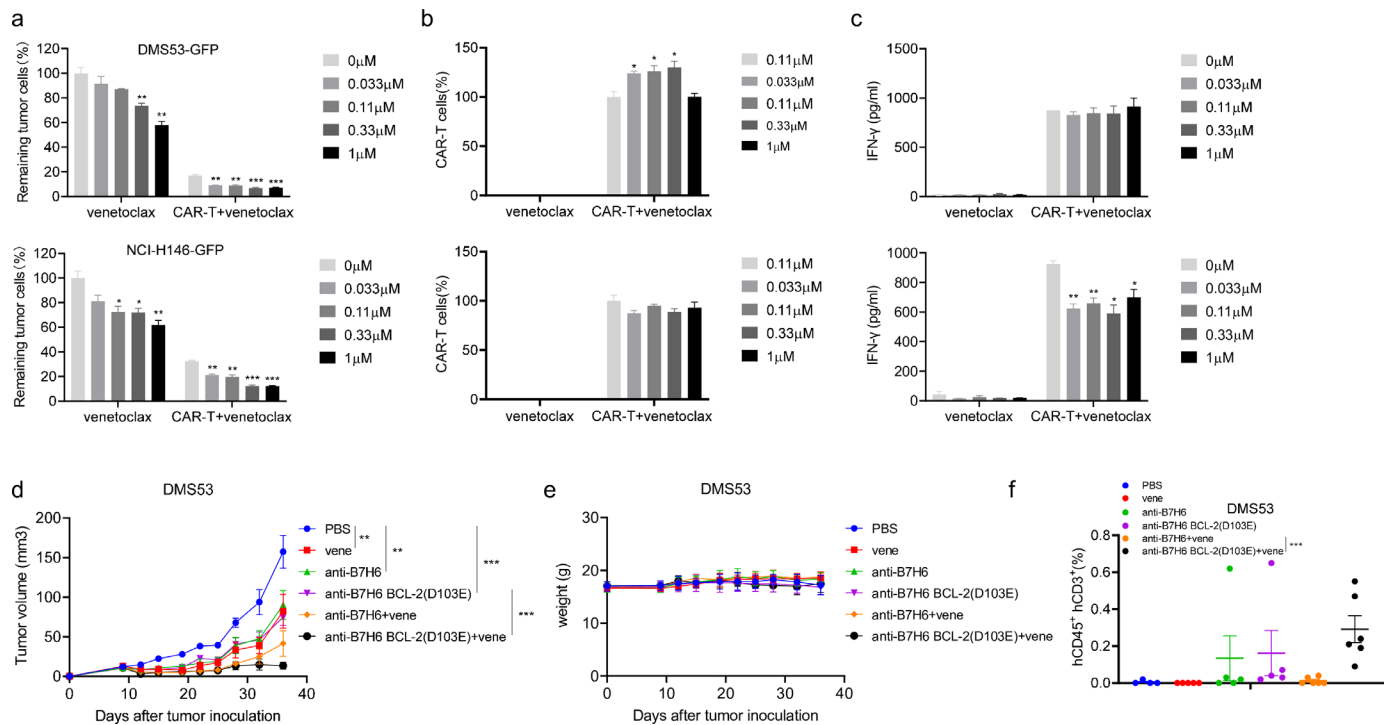 a
DMS53-GFP
Remaining tumor cells (%)
120
100
80
60
40
20
0
** ** ** ** *** ***
venetoclax CAR-T+venetoclax
0μM
0.033μM
0.11μM
0.33μM
1μM
NCI-H146-GFP
Remaining tumor cells (%)
120
100
80
60
40
20
0
* * ** ** ** *** ***
venetoclax CAR-T+venetoclax
0μM
0.033μM
0.11μM
0.33μM
1μM
b
CAR-T cells(%)
150
100
50
0
* * *
venetoclax CAR-T+venetoclax
0.11μM
0.033μM
0.11μM
0.33μM
1μM
CAR-T cells(%)
150
100
50
0
venetoclax CAR-T+venetoclax
0.11μM
0.033μM
0.11μM
0.33μM
1μM
c
IFN-γ (pg/ml)
1500
1000
500
0
venetoclax CAR-T+venetoclax
0μM
0.033μM
0.11μM
0.33μM
1μM
IFN-γ (pg/ml)
1000
800
600
400
200
0
** ** * *
venetoclax CAR-T+venetoclax
0μM
0.033μM
0.11μM
0.33μM
1μM
d
DMS53
Tumor volume (mm3)
200
150
100
50
0
0 10 20 30 40
Days after tumor inoculation
PBS
vene
anti-B7H6
anti-B7H6 BCL-2(D103E)
anti-B7H6+vene
anti-B7H6 BCL-2(D103E)+vene
**
**
***
***
e
DMS53
weight (g)
30
20
10
0
0 10 20 30 40
Days after tumor inoculation
PBS
vene
anti-B7H6
anti-B7H6 BCL-2(D103E)
anti-B7H6+vene
anti-B7H6 BCL-2(D103E)+vene
f
PBS
vene
anti-B7H6
anti-B7H6 BCL-2(D103E)
anti-B7H6+vene
anti-B7H6 BCL-2(D103E)+vene
***
DMS53
hCD45⁺ hCD3⁺(%)
0.8
0.6
0.4
0.2
0.0